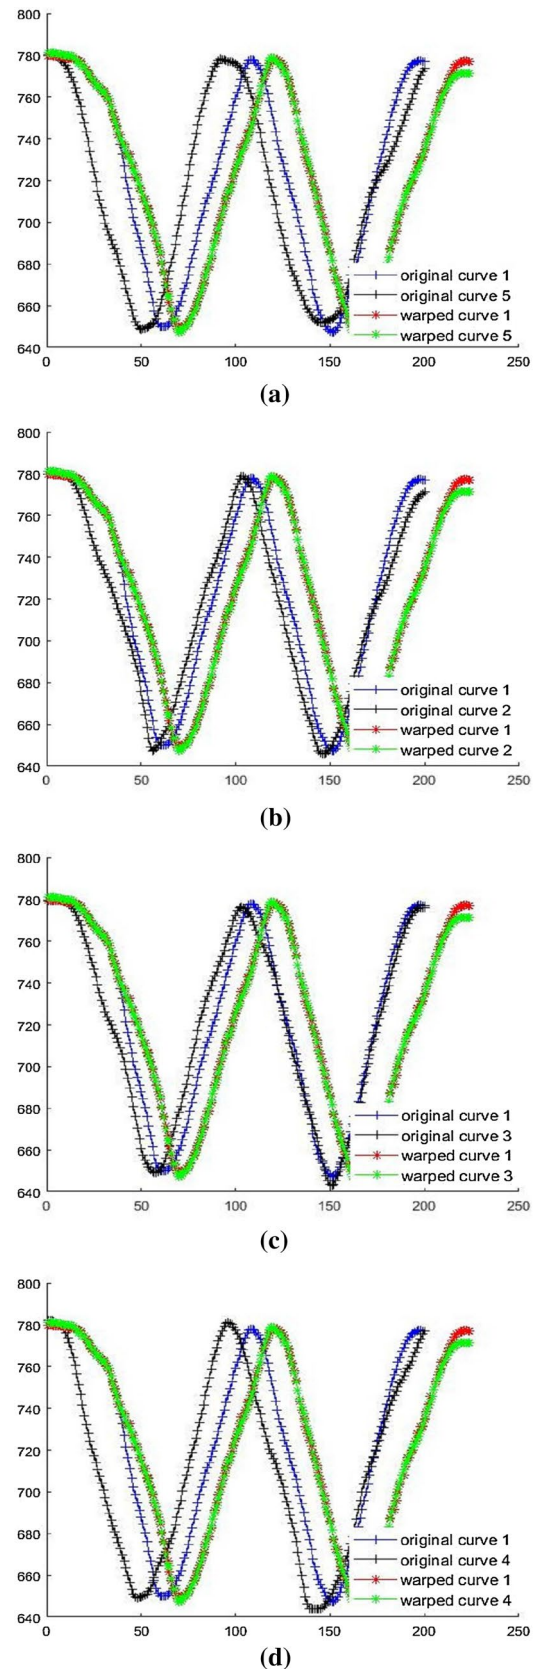 800
780
760
740
720
700
680
660
640
0 50 100 150 200 250
original curve 1
original curve 5
warped curve 1
warped curve 5
(a)
800
780
760
740
720
700
680
660
640
0 50 100 150 200 250
original curve 1
original curve 2
warped curve 1
warped curve 2
(b)
800
780
760
740
720
700
680
660
640
0 50 100 150 200 250
original curve 1
original curve 3
warped curve 1
warped curve 3
(c)
800
780
760
740
720
700
680
660
640
0 50 100 150 200 250
original curve 1
original curve 4
warped curve 1
warped curve 4
(d)